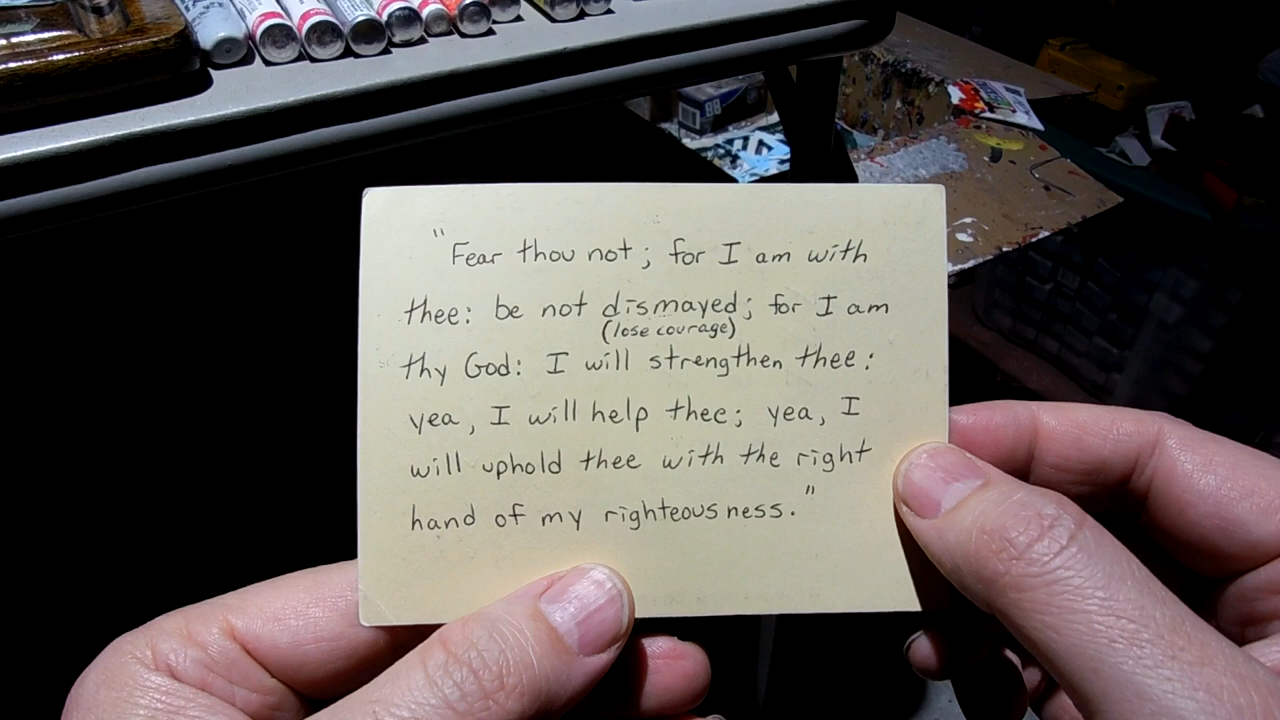 "Fear thou not; for I am with
thee: be not dismayed; for I am
(lose courage)
thy God: I will strengthen thee:
yea, I will help thee; yea, I
will uphold thee with the right
hand of my righteousness."
88